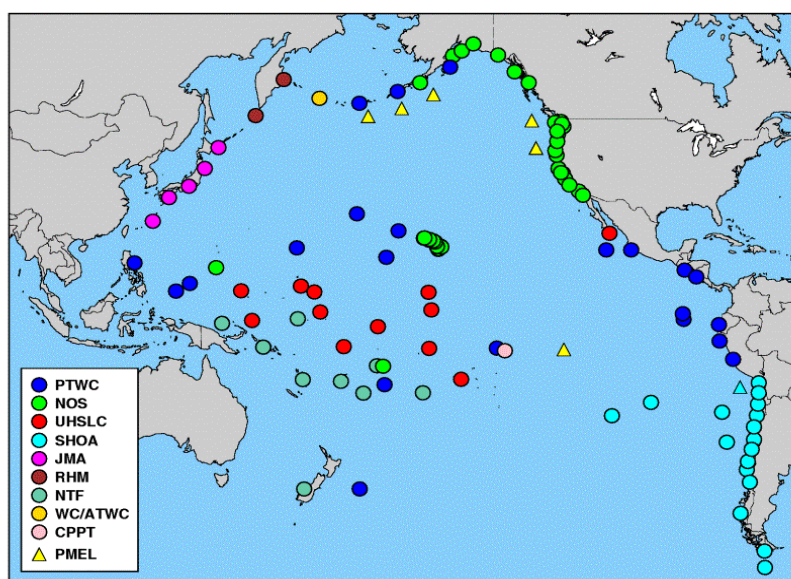 PTWC
NOS
UHSLC
SHOA
JMA
RHM
NTF
WC/ATWC
CPPT
PMEL